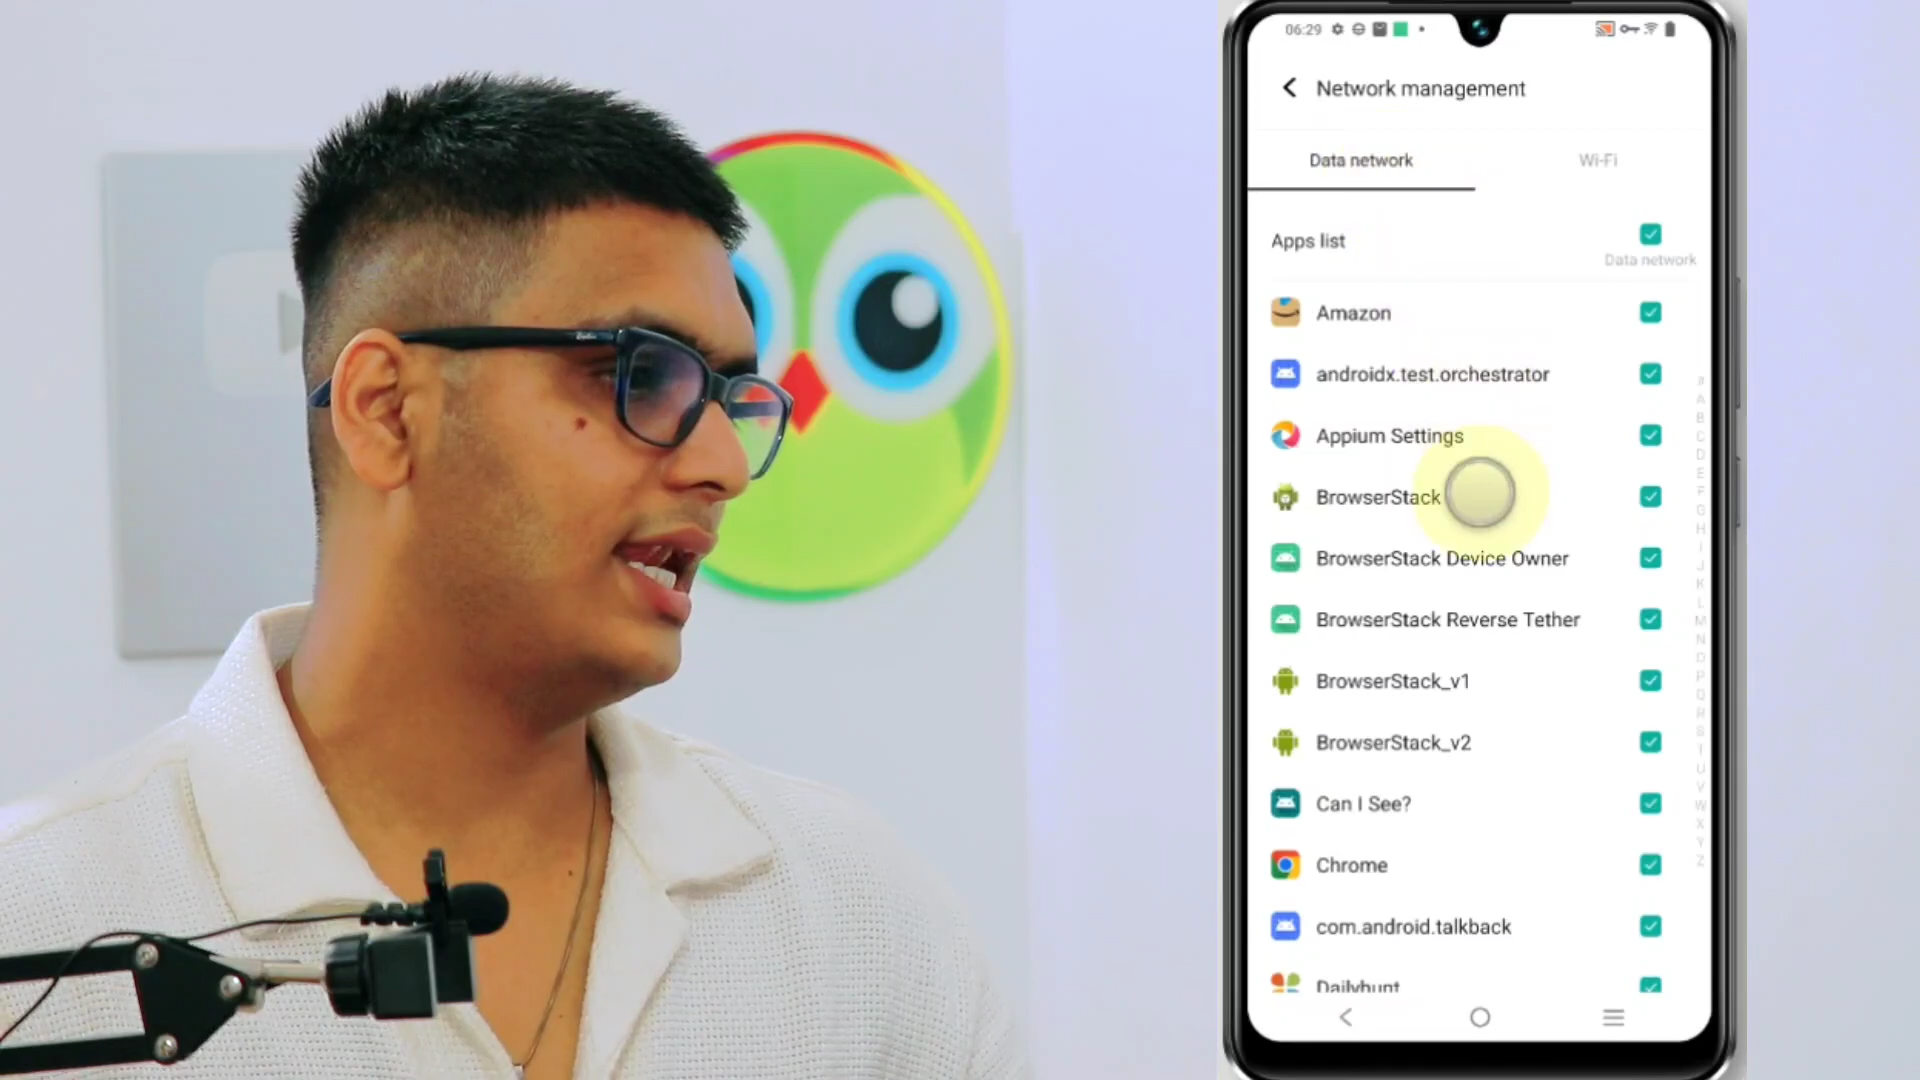 06:29
Network management
Data network
Wi-Fi
Apps list
Data network
Amazon
androidx.test.orchestrator
Appium Settings
BrowserStack
BrowserStack Device Owner
BrowserStack Reverse Tether
BrowserStack_v1
BrowserStack_v2
Can I See?
Chrome
com.android.talkback
Dailyhunt
A
B
C
D
E
F
G
H
I
J
K
L
M
N
O
P
Q
R
S
T
U
V
W
X
Y
Z